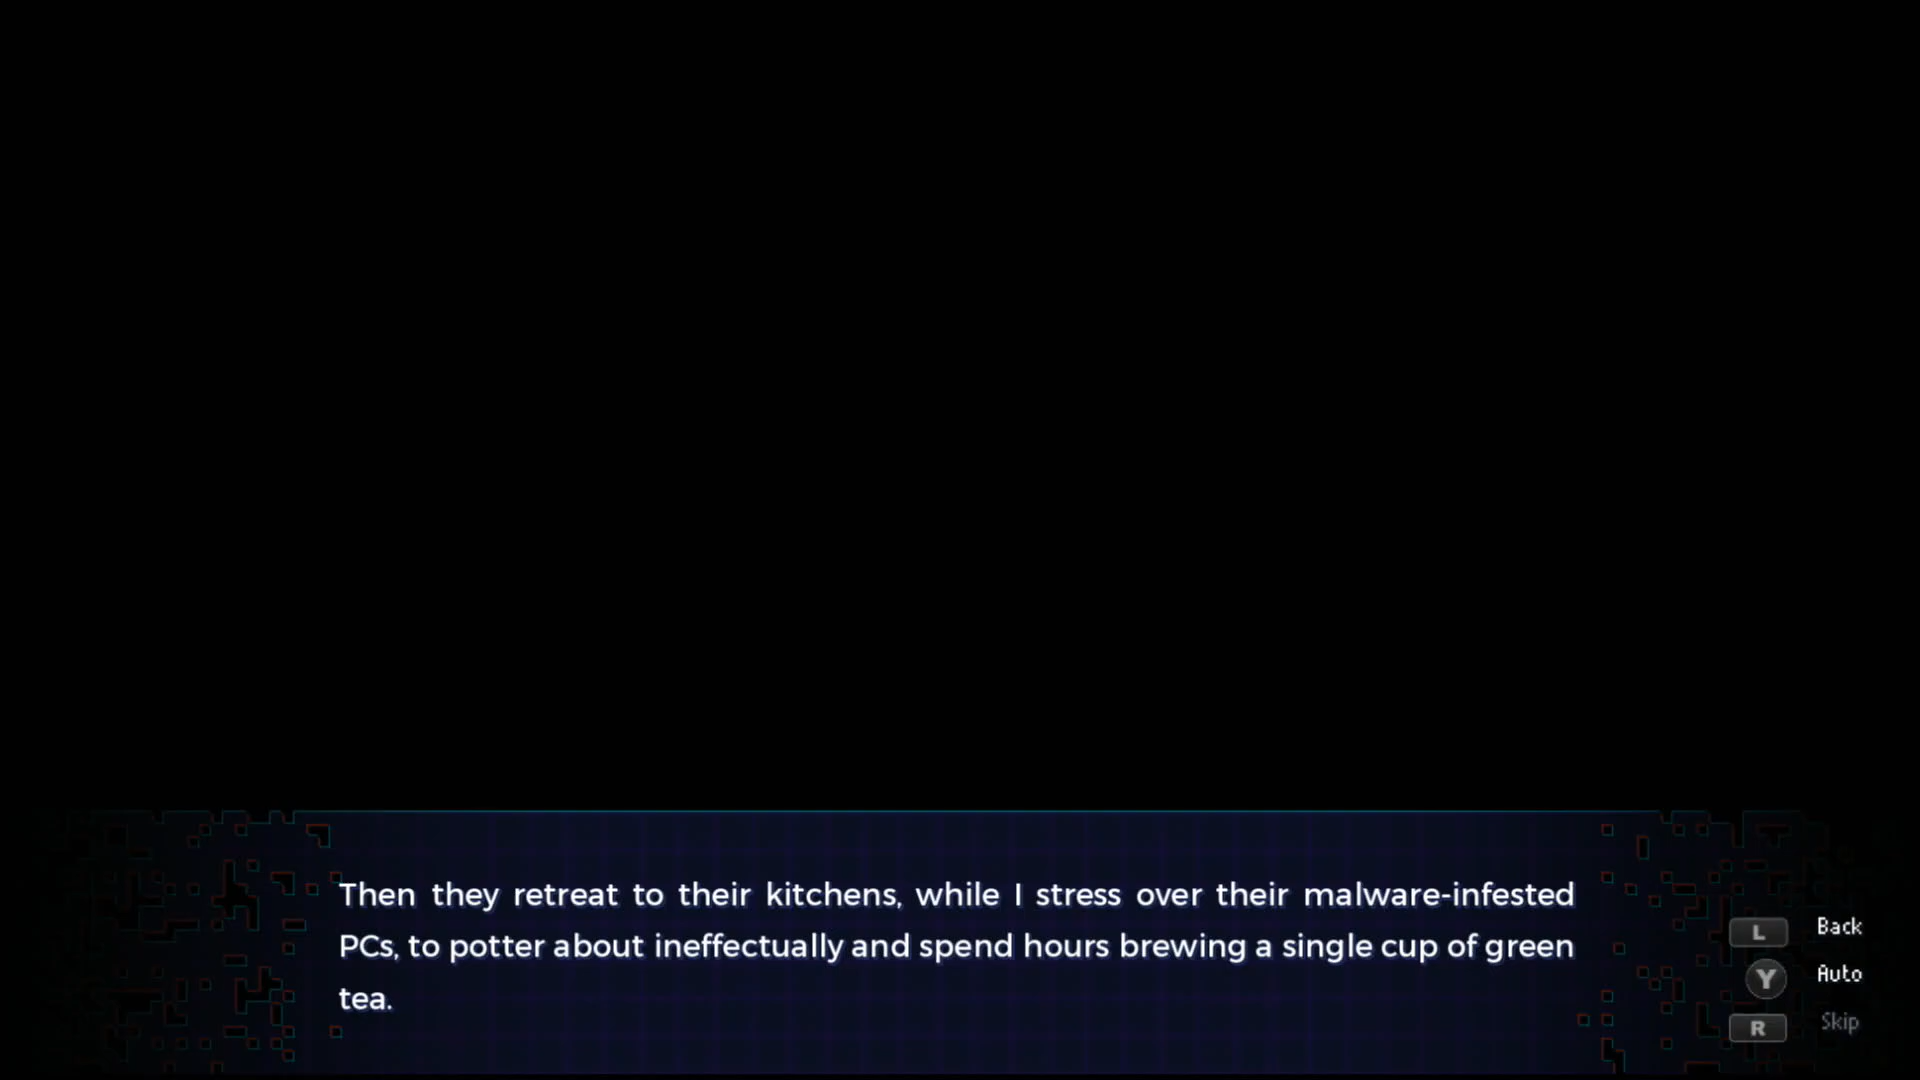 Then they retreat to their kitchens, while I stress over their malware-infested
PCs, to potter about ineffectually and spend hours brewing a single cup of green
tea.
L Back
Y Auto
R Skip